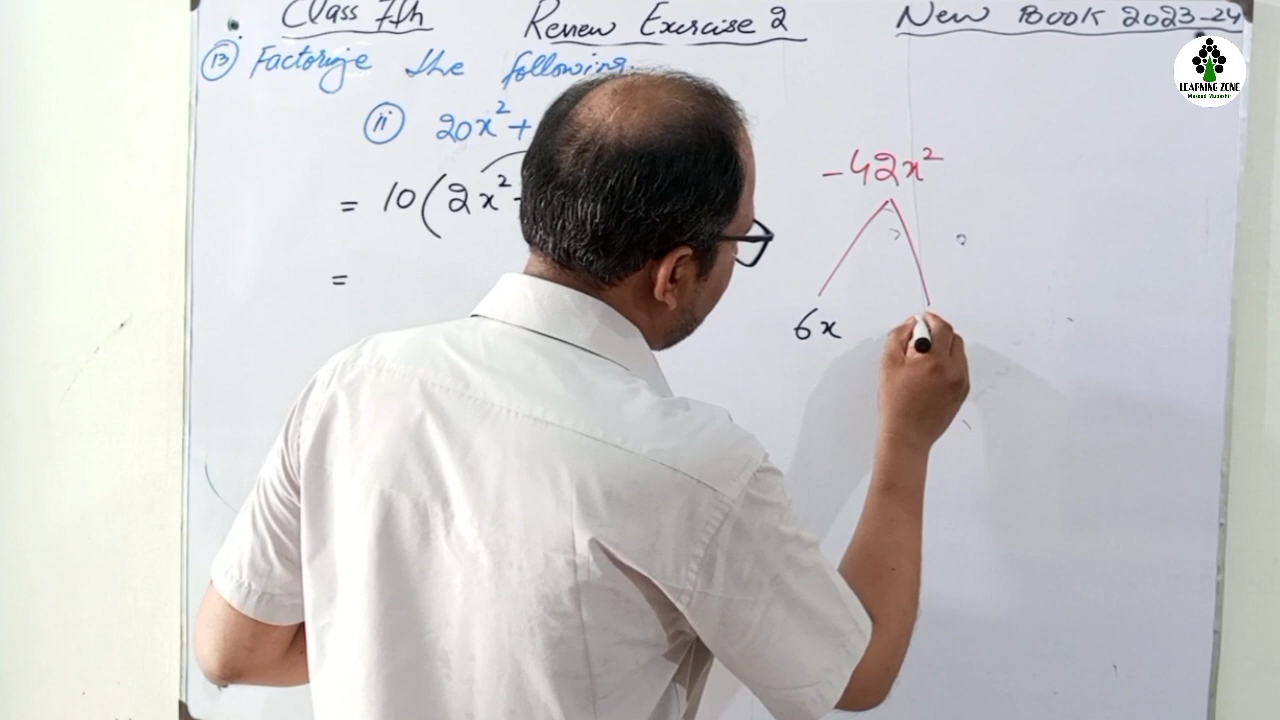 Class 7th Review Exercise 2 New Book 2023-24
(13) Factorize the following.
(ii) 20x² +
= 10(2x²
=
-42x²
6x
LEARNING ZONE